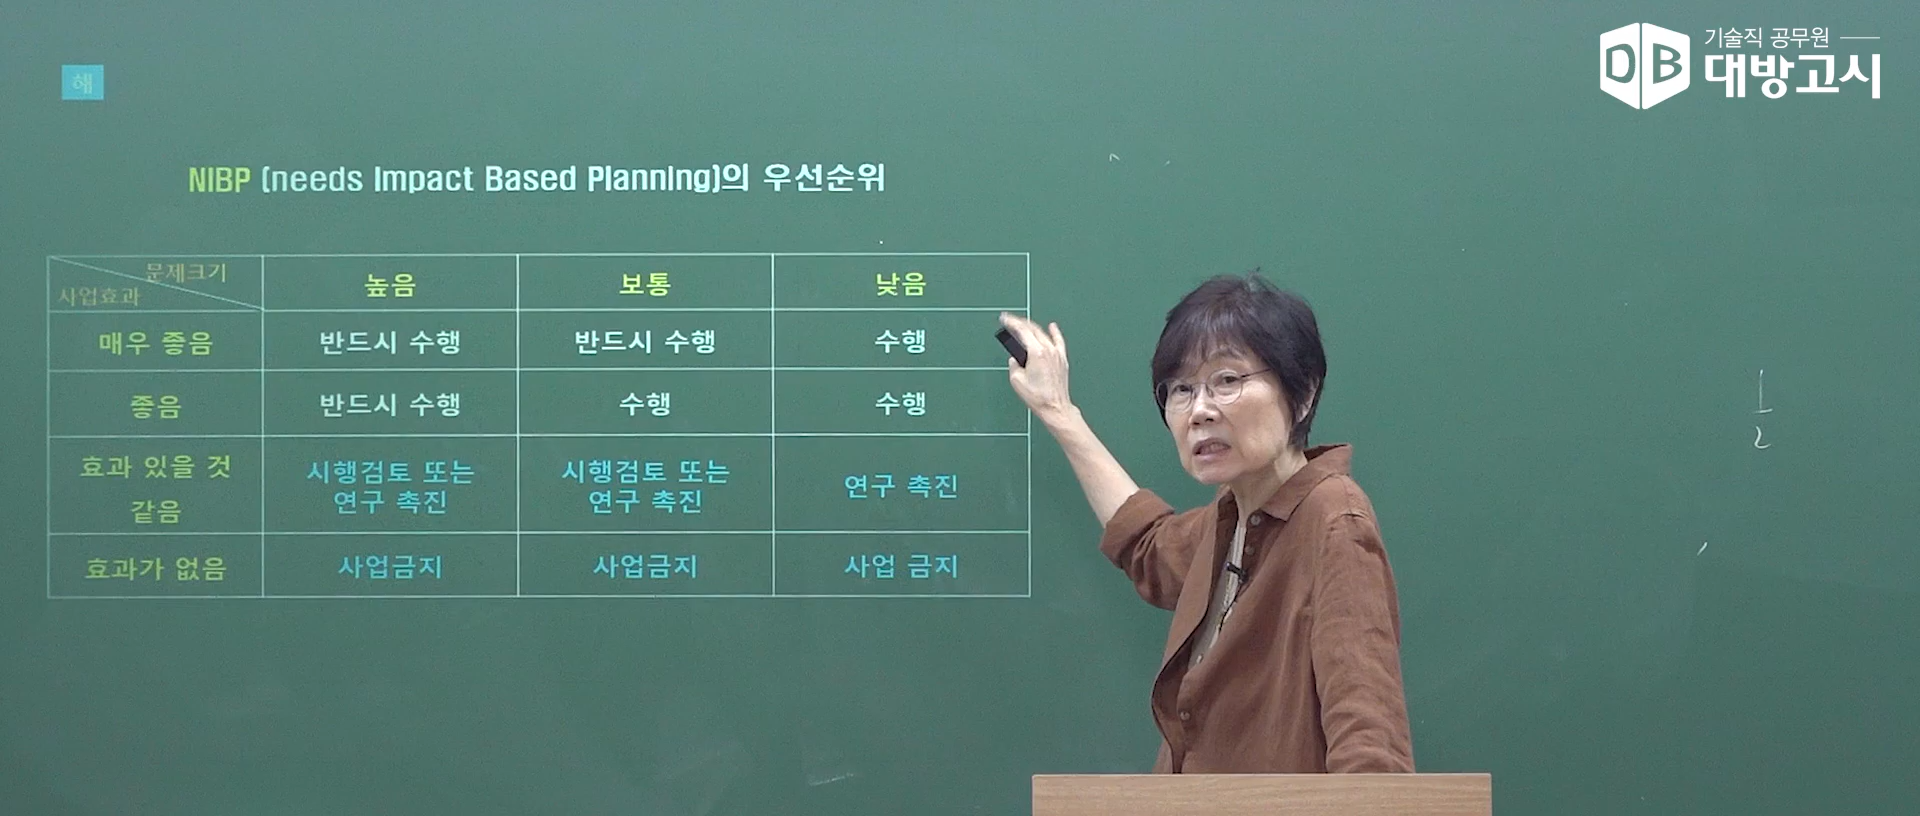 기술직 공무원
DB 대방고시
해
NIBP (needs Impact Based Planning)의 우선순위
문제크기
사업효과
높음 보통 낮음
매우 좋음 반드시 수행 반드시 수행 수행
좋음 반드시 수행 수행 수행
효과 있을 것 같음 시행검토 또는 연구 촉진 시행검토 또는 연구 촉진 연구 촉진
효과가 없음 사업금지 사업금지 사업 금지
1
2